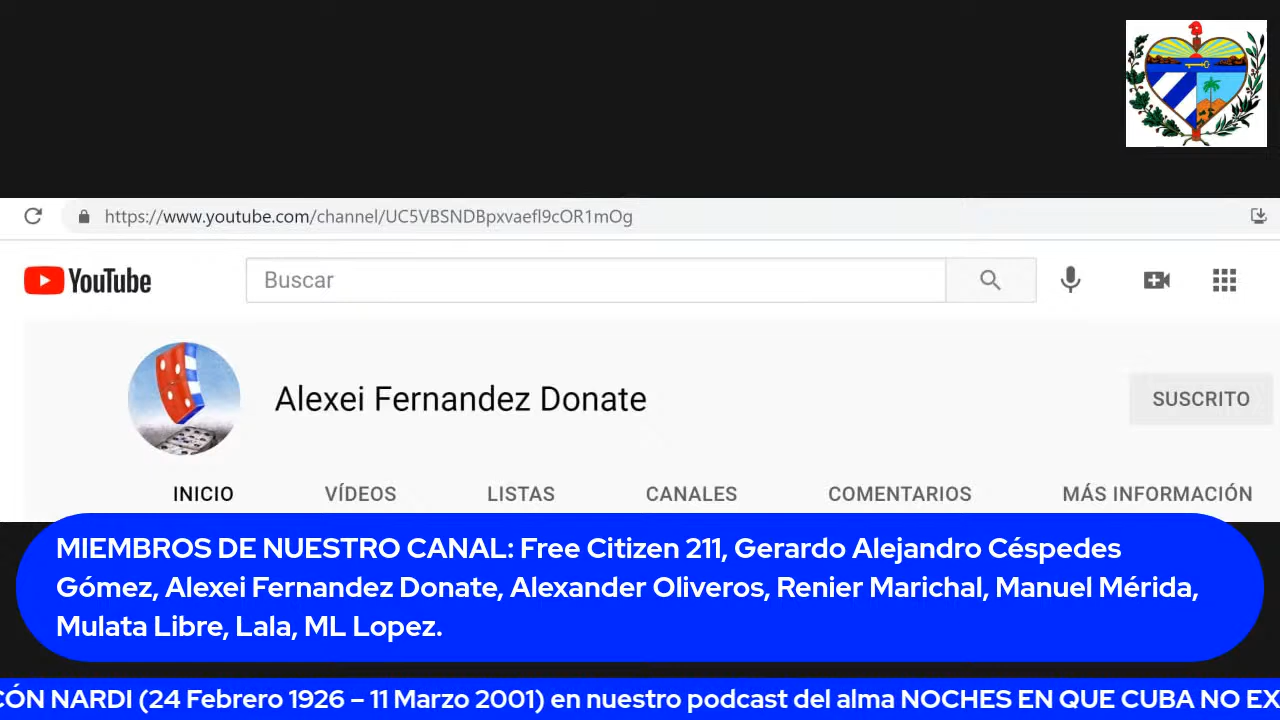 https://www.youtube.com/channel/UC5VBSNDBpxvaefl9cOR1mOg
YouTube
Buscar
Alexei Fernandez Donate
SUSCRITO
INICIO VÍDEOS LISTAS CANALES COMENTARIOS MÁS INFORMACIÓN
MIEMBROS DE NUESTRO CANAL: Free Citizen 211, Gerardo Alejandro Céspedes
Gómez, Alexei Fernandez Donate, Alexander Oliveros, Renier Marichal, Manuel Mérida,
Mulata Libre, Lala, ML Lopez.
CÓN NARDI (24 Febrero 1926 – 11 Marzo 2001) en nuestro podcast del alma NOCHES EN QUE CUBA NO EX